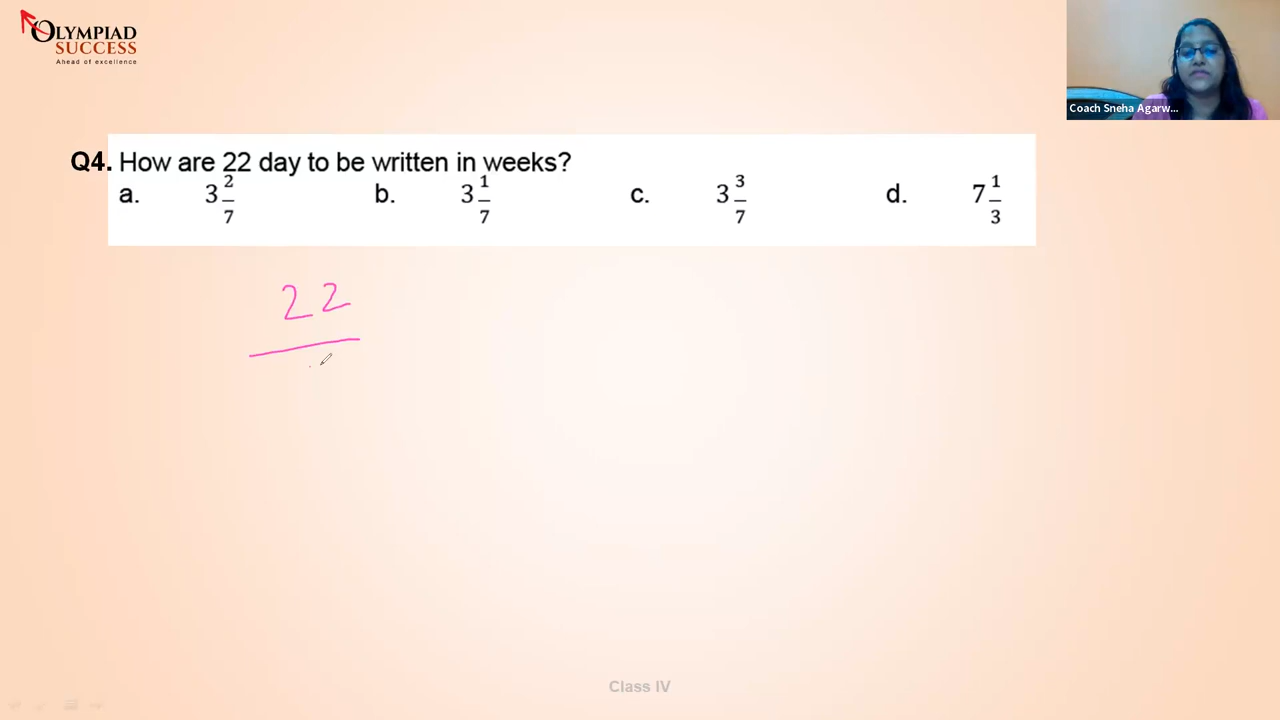 OLYMPIAD
SUCCESS
Ahead of excellence
Coach Sneha Agarw...
Q4. How are 22 day to be written in weeks?
a. 3 2/7 b. 3 1/7 c. 3 3/7 d. 7 1/3
22
Class IV